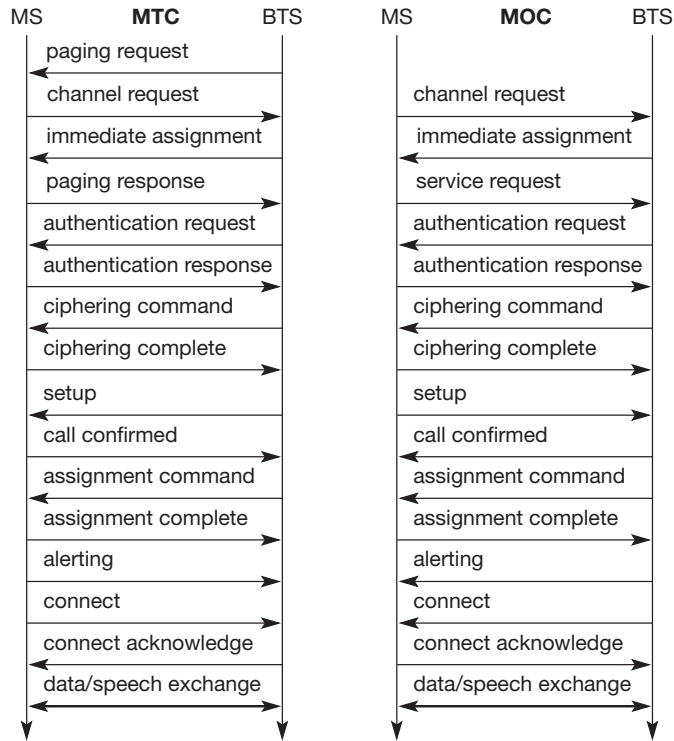 MS MTC BTS
paging request
channel request
immediate assignment
paging response
authentication request
authentication response
ciphering command
ciphering complete
setup
call confirmed
assignment command
assignment complete
alerting
connect
connect acknowledge
data/speech exchange
MS MOC BTS
channel request
immediate assignment
service request
authentication request
authentication response
ciphering command
ciphering complete
setup
call confirmed
assignment command
assignment complete
alerting
connect
connect acknowledge
data/speech exchange